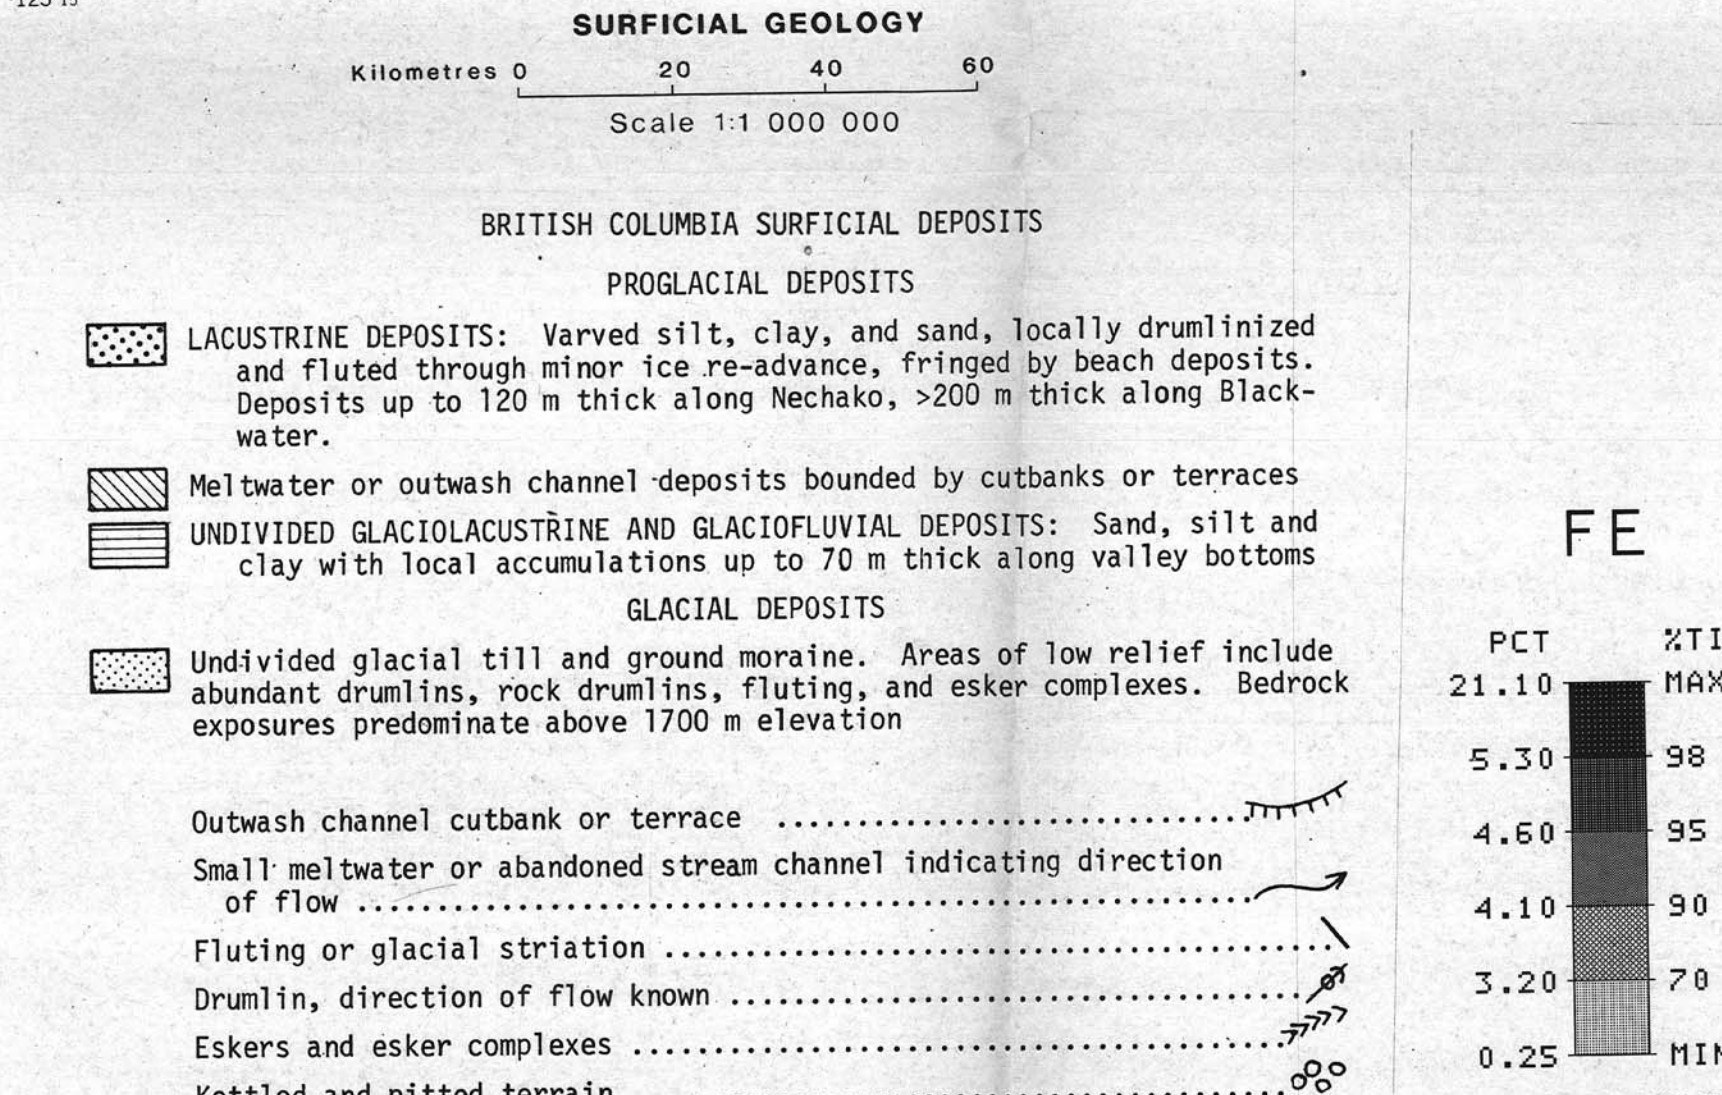 SURFICIAL GEOLOGY
Kilometres 0 20 40 60
Scale 1:1 000 000
BRITISH COLUMBIA SURFICIAL DEPOSITS
PROGLACIAL DEPOSITS
LACUSTRINE DEPOSITS: Varved silt, clay, and sand, locally drumlinized
and fluted through minor ice re-advance, fringed by beach deposits.
Deposits up to 120 m thick along Nechako, >200 m thick along Black-
water.
Meltwater or outwash channel deposits bounded by cutbanks or terraces
UNDIVIDED GLACIOLACUSTRINE AND GLACIOFLUVIAL DEPOSITS: Sand, silt and
clay with local accumulations up to 70 m thick along valley bottoms
GLACIAL DEPOSITS
Undivided glacial till and ground moraine. Areas of low relief include
abundant drumlins, rock drumlins, fluting, and esker complexes. Bedrock
exposures predominate above 1700 m elevation
Outwash channel cutbank or terrace
Small meltwater or abandoned stream channel indicating direction
of flow
Fluting or glacial striation
Drumlin, direction of flow known
Eskers and esker complexes
Kettled and pitted terrain
FE
PCT %TI
21.10 MAX
5.30 98
4.60 95
4.10 90
3.20 70
0.25 MIN